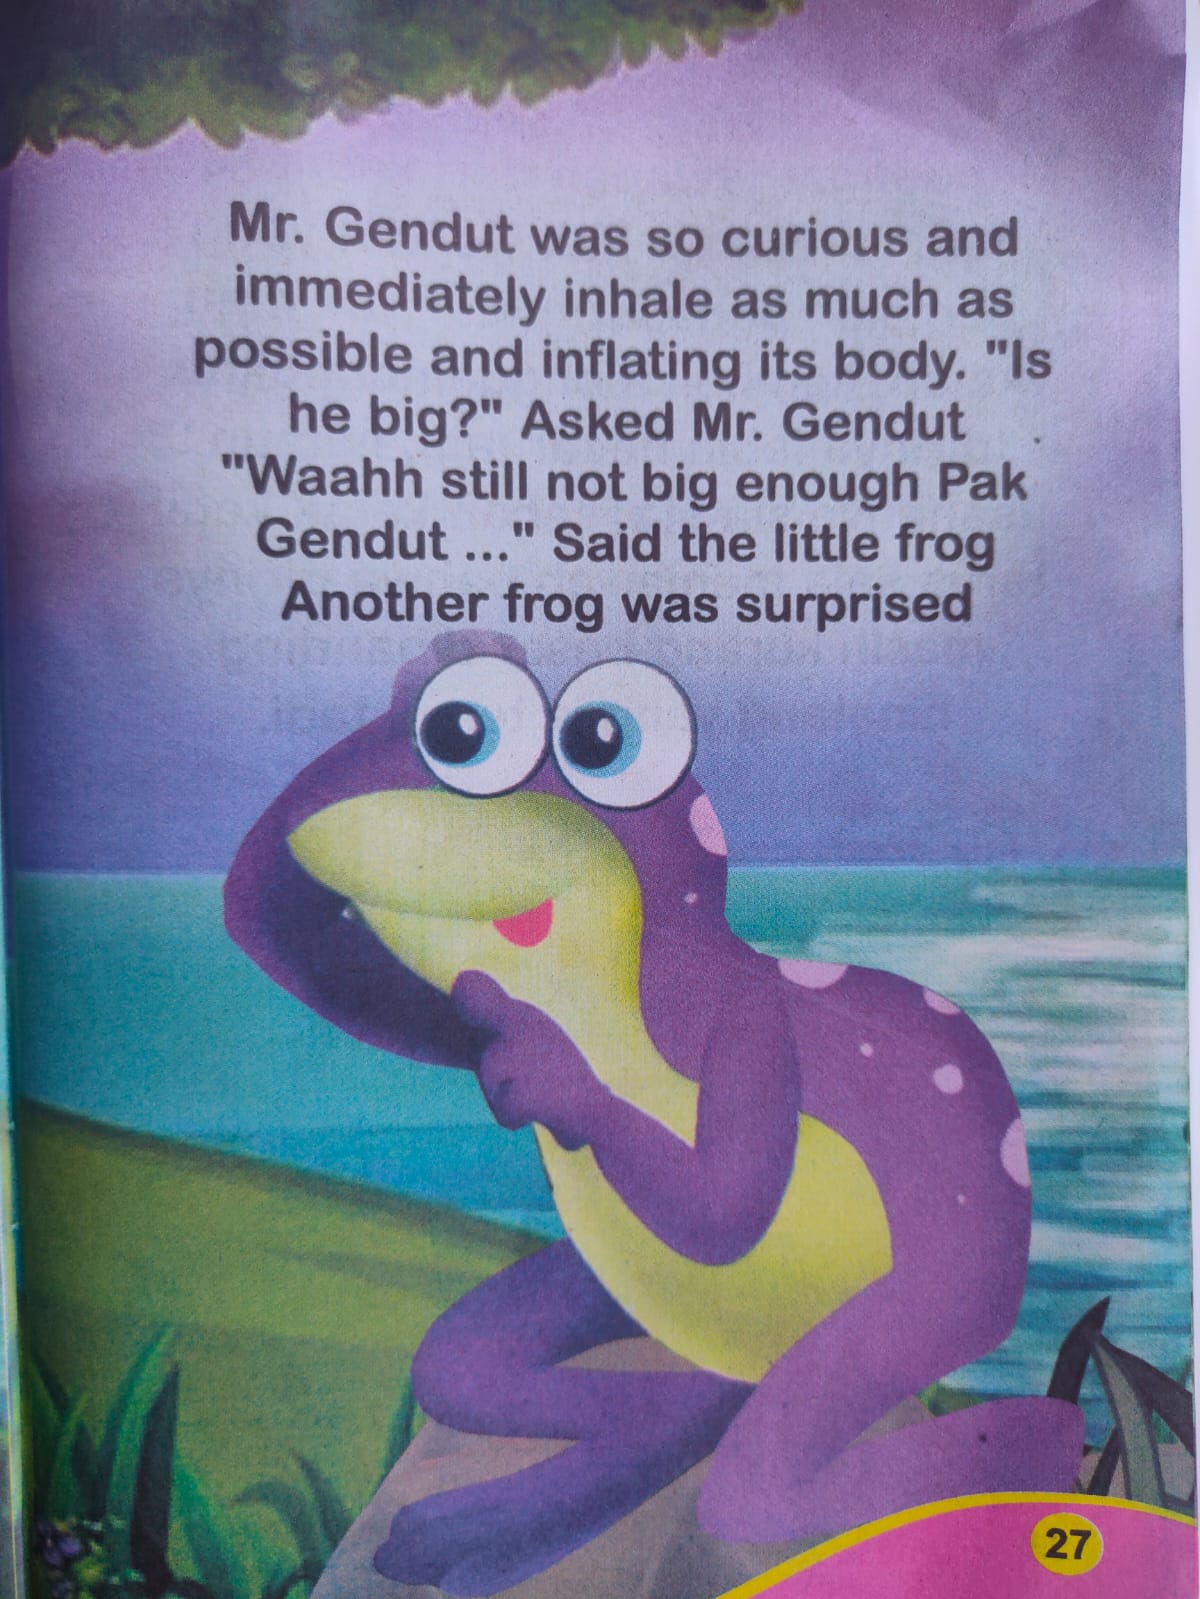 Mr. Gendut was so curious and
immediately inhale as much as
possible and inflating its body. "Is
he big?" Asked Mr. Gendut
"Waahh still not big enough Pak
Gendut ..." Said the little frog
Another frog was surprised
27